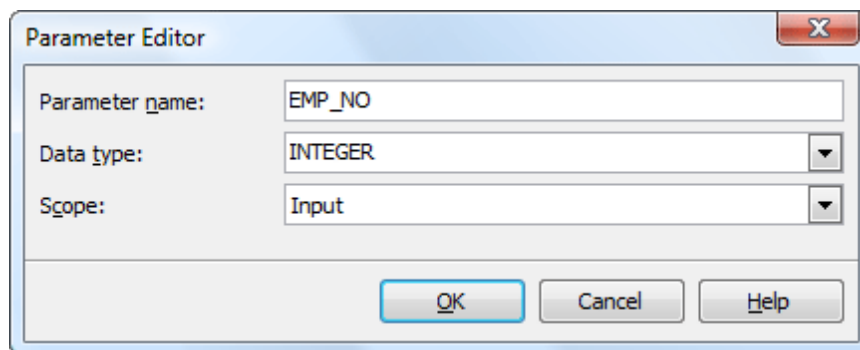 Parameter Editor
Parameter name: EMP_NO
Data type: INTEGER
Scope: Input
OK Cancel Help